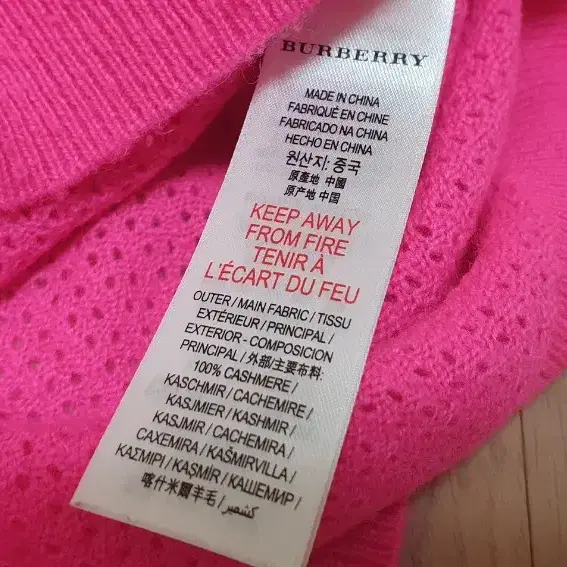 BURBERRY
MADE IN CHINA
FABRIQUÉ EN CHINE
FABRICADO NA CHINA
HECHO EN CHINA
원산지: 중국
原產地 中國
原产地 中国
KEEP AWAY
FROM FIRE
TENIR À
L'ÉCART DU FEU
OUTER / MAIN FABRIC / TISSU
EXTÉRIEUR / PRINCIPAL /
EXTERIOR - COMPOSICION
PRINCIPAL / 外部/主要布料:
100% CASHMERE /
KASCHMIR / CACHEMIRE /
KASJMIER / KASHMIR /
KASJMIR / CACHEMIRA /
CAXEMIRA / KAŠMIRVILLA /
ΚΑΣΜΙΡΙ / KAŞMİR / КАШЕМИР /
喀什米爾羊毛 / كشمير /